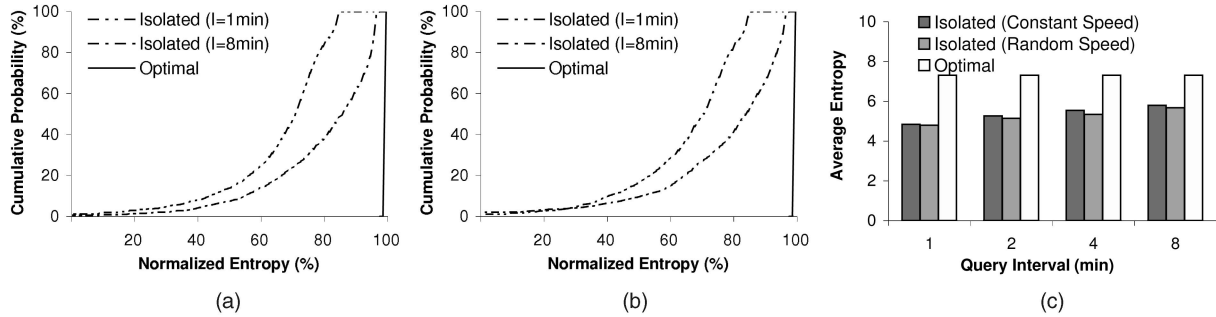 Cumulative Probability (%)
100
80
60
40
20
0
Isolated (I=1min)
Isolated (I=8min)
Optimal
20 40 60 80 100
Normalized Entropy (%)
(a)
Cumulative Probability (%)
100
80
60
40
20
0
Isolated (I=1min)
Isolated (I=8min)
Optimal
20 40 60 80 100
Normalized Entropy (%)
(b)
Average Entropy
10
8
6
4
2
0
Isolated (Constant Speed)
Isolated (Random Speed)
Optimal
1 2 4 8
Query Interval (min)
(c)